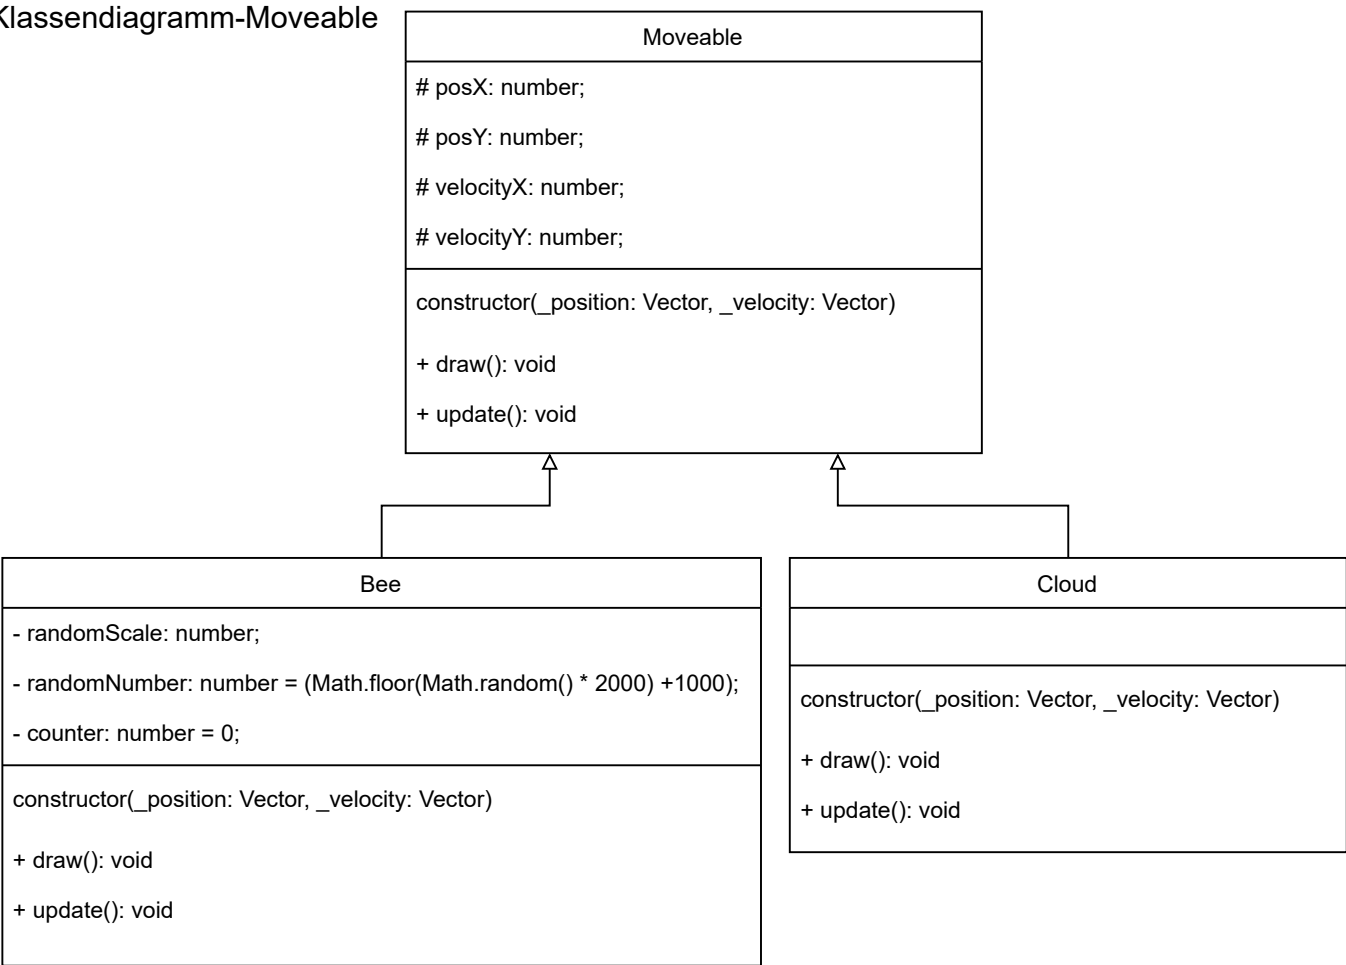 Klassendiagramm-Moveable
Moveable
# posX: number;
# posY: number;
# velocityX: number;
# velocityY: number;
constructor(_position: Vector, _velocity: Vector)
+ draw(): void
+ update(): void
Bee
- randomScale: number;
- randomNumber: number = (Math.floor(Math.random() * 2000) +1000);
- counter: number = 0;
constructor(_position: Vector, _velocity: Vector)
+ draw(): void
+ update(): void
Cloud
constructor(_position: Vector, _velocity: Vector)
+ draw(): void
+ update(): void